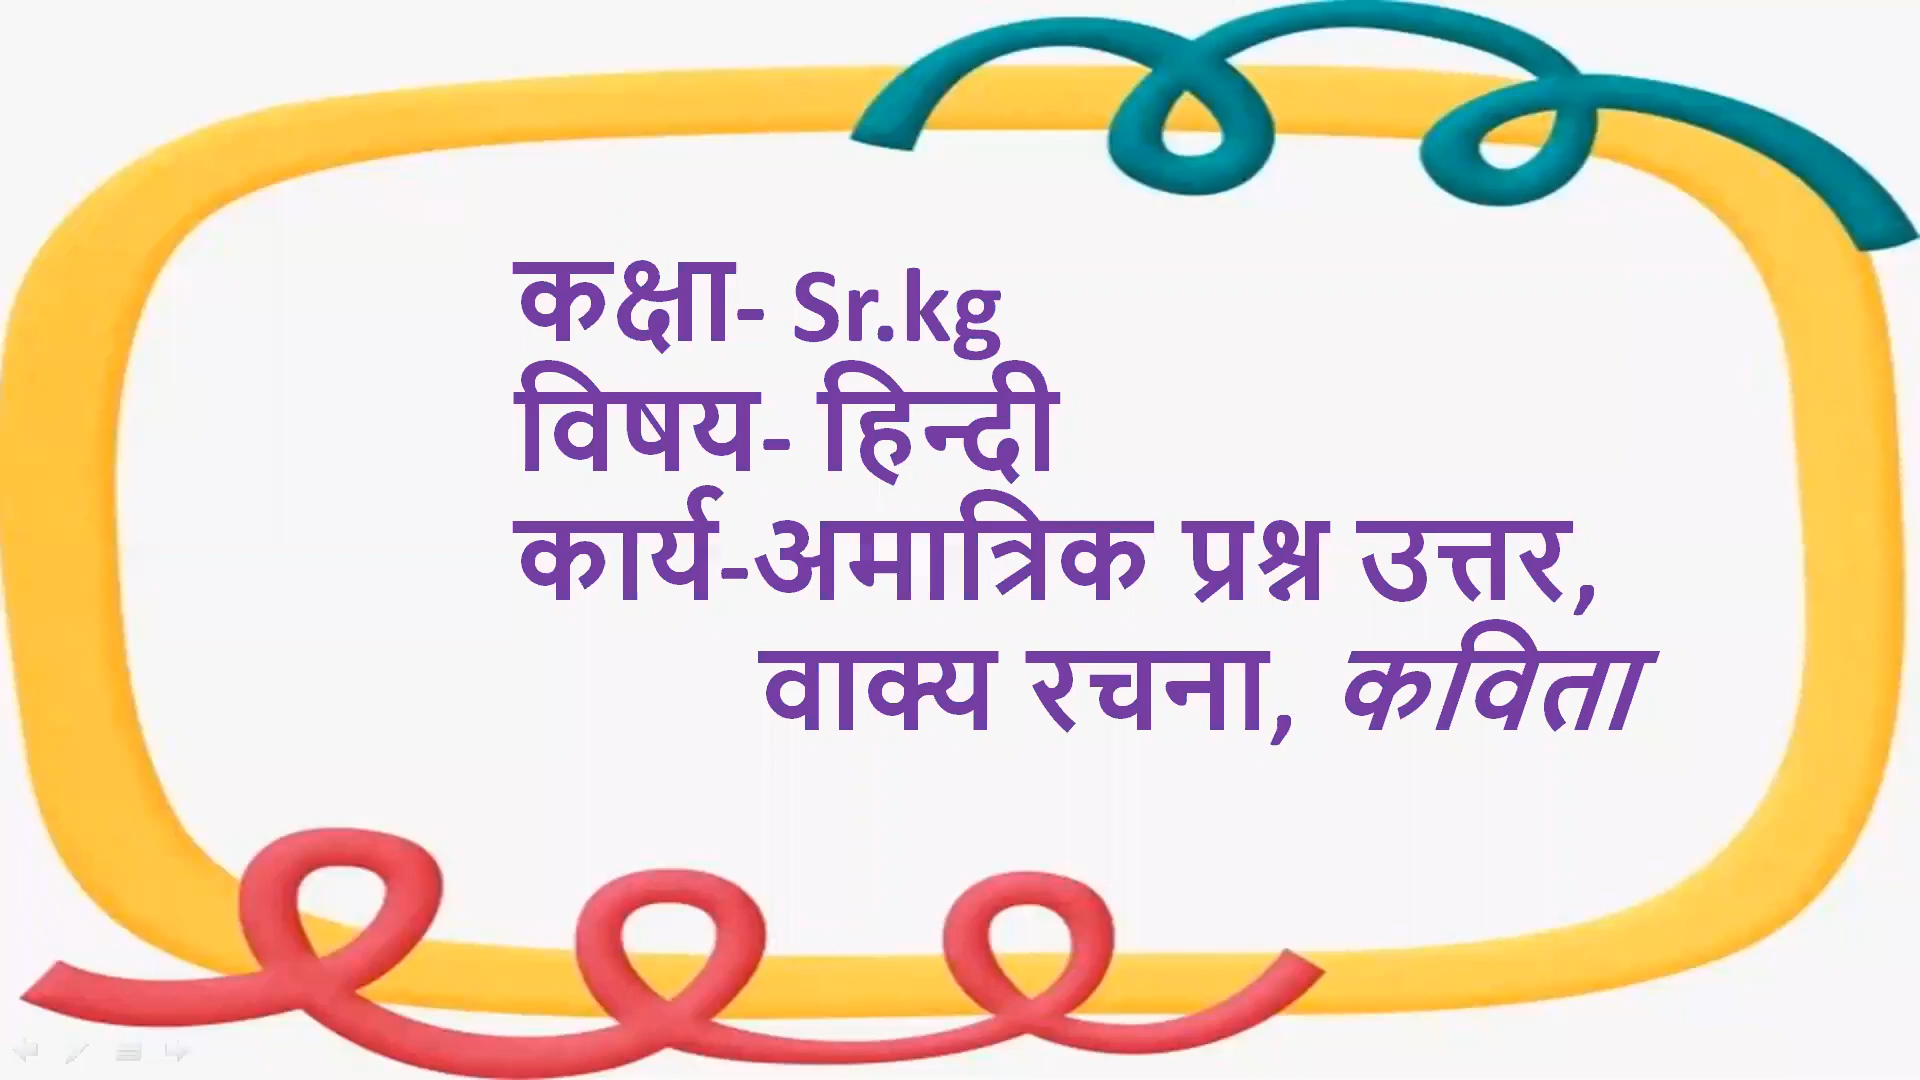 कक्षा- Sr.kg
विषय- हिन्दी
कार्य-अमात्रिक प्रश्न उत्तर,
वाक्य रचना, कविता